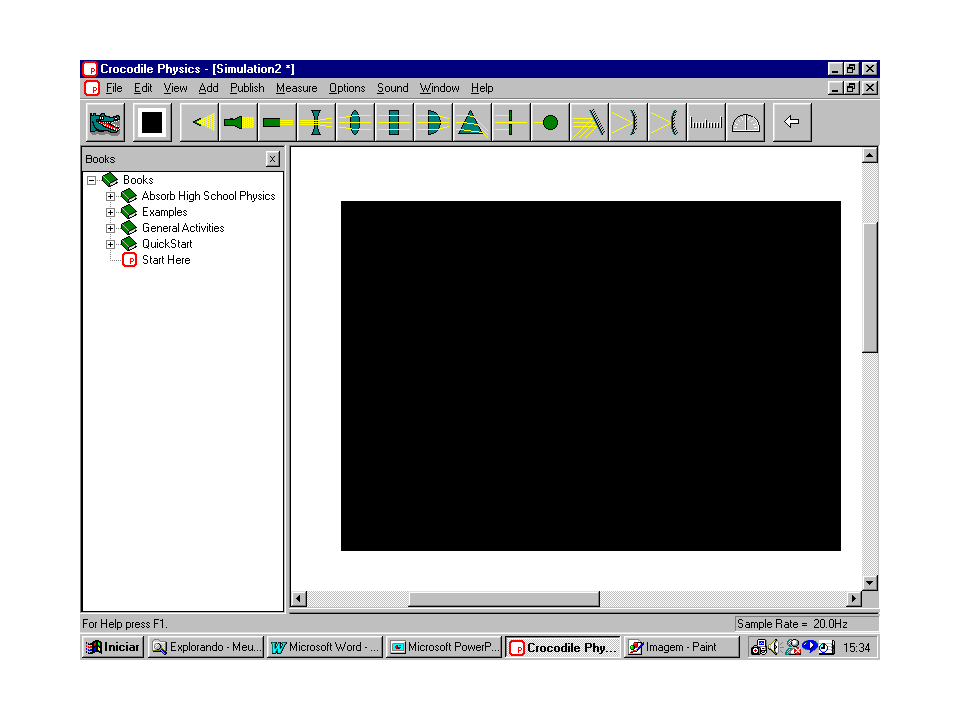 Crocodile Physics - [Simulation2 *]
File Edit View Add Publish Measure Options Sound Window Help
Books
Books
Absorb High School Physics
Examples
General Activities
QuickStart
Start Here
For Help press F1.
Sample Rate = 20.0Hz
Iniciar Explorando - Meu... Microsoft Word - ... Microsoft PowerP... Crocodile Phy... Imagem - Paint 15:34